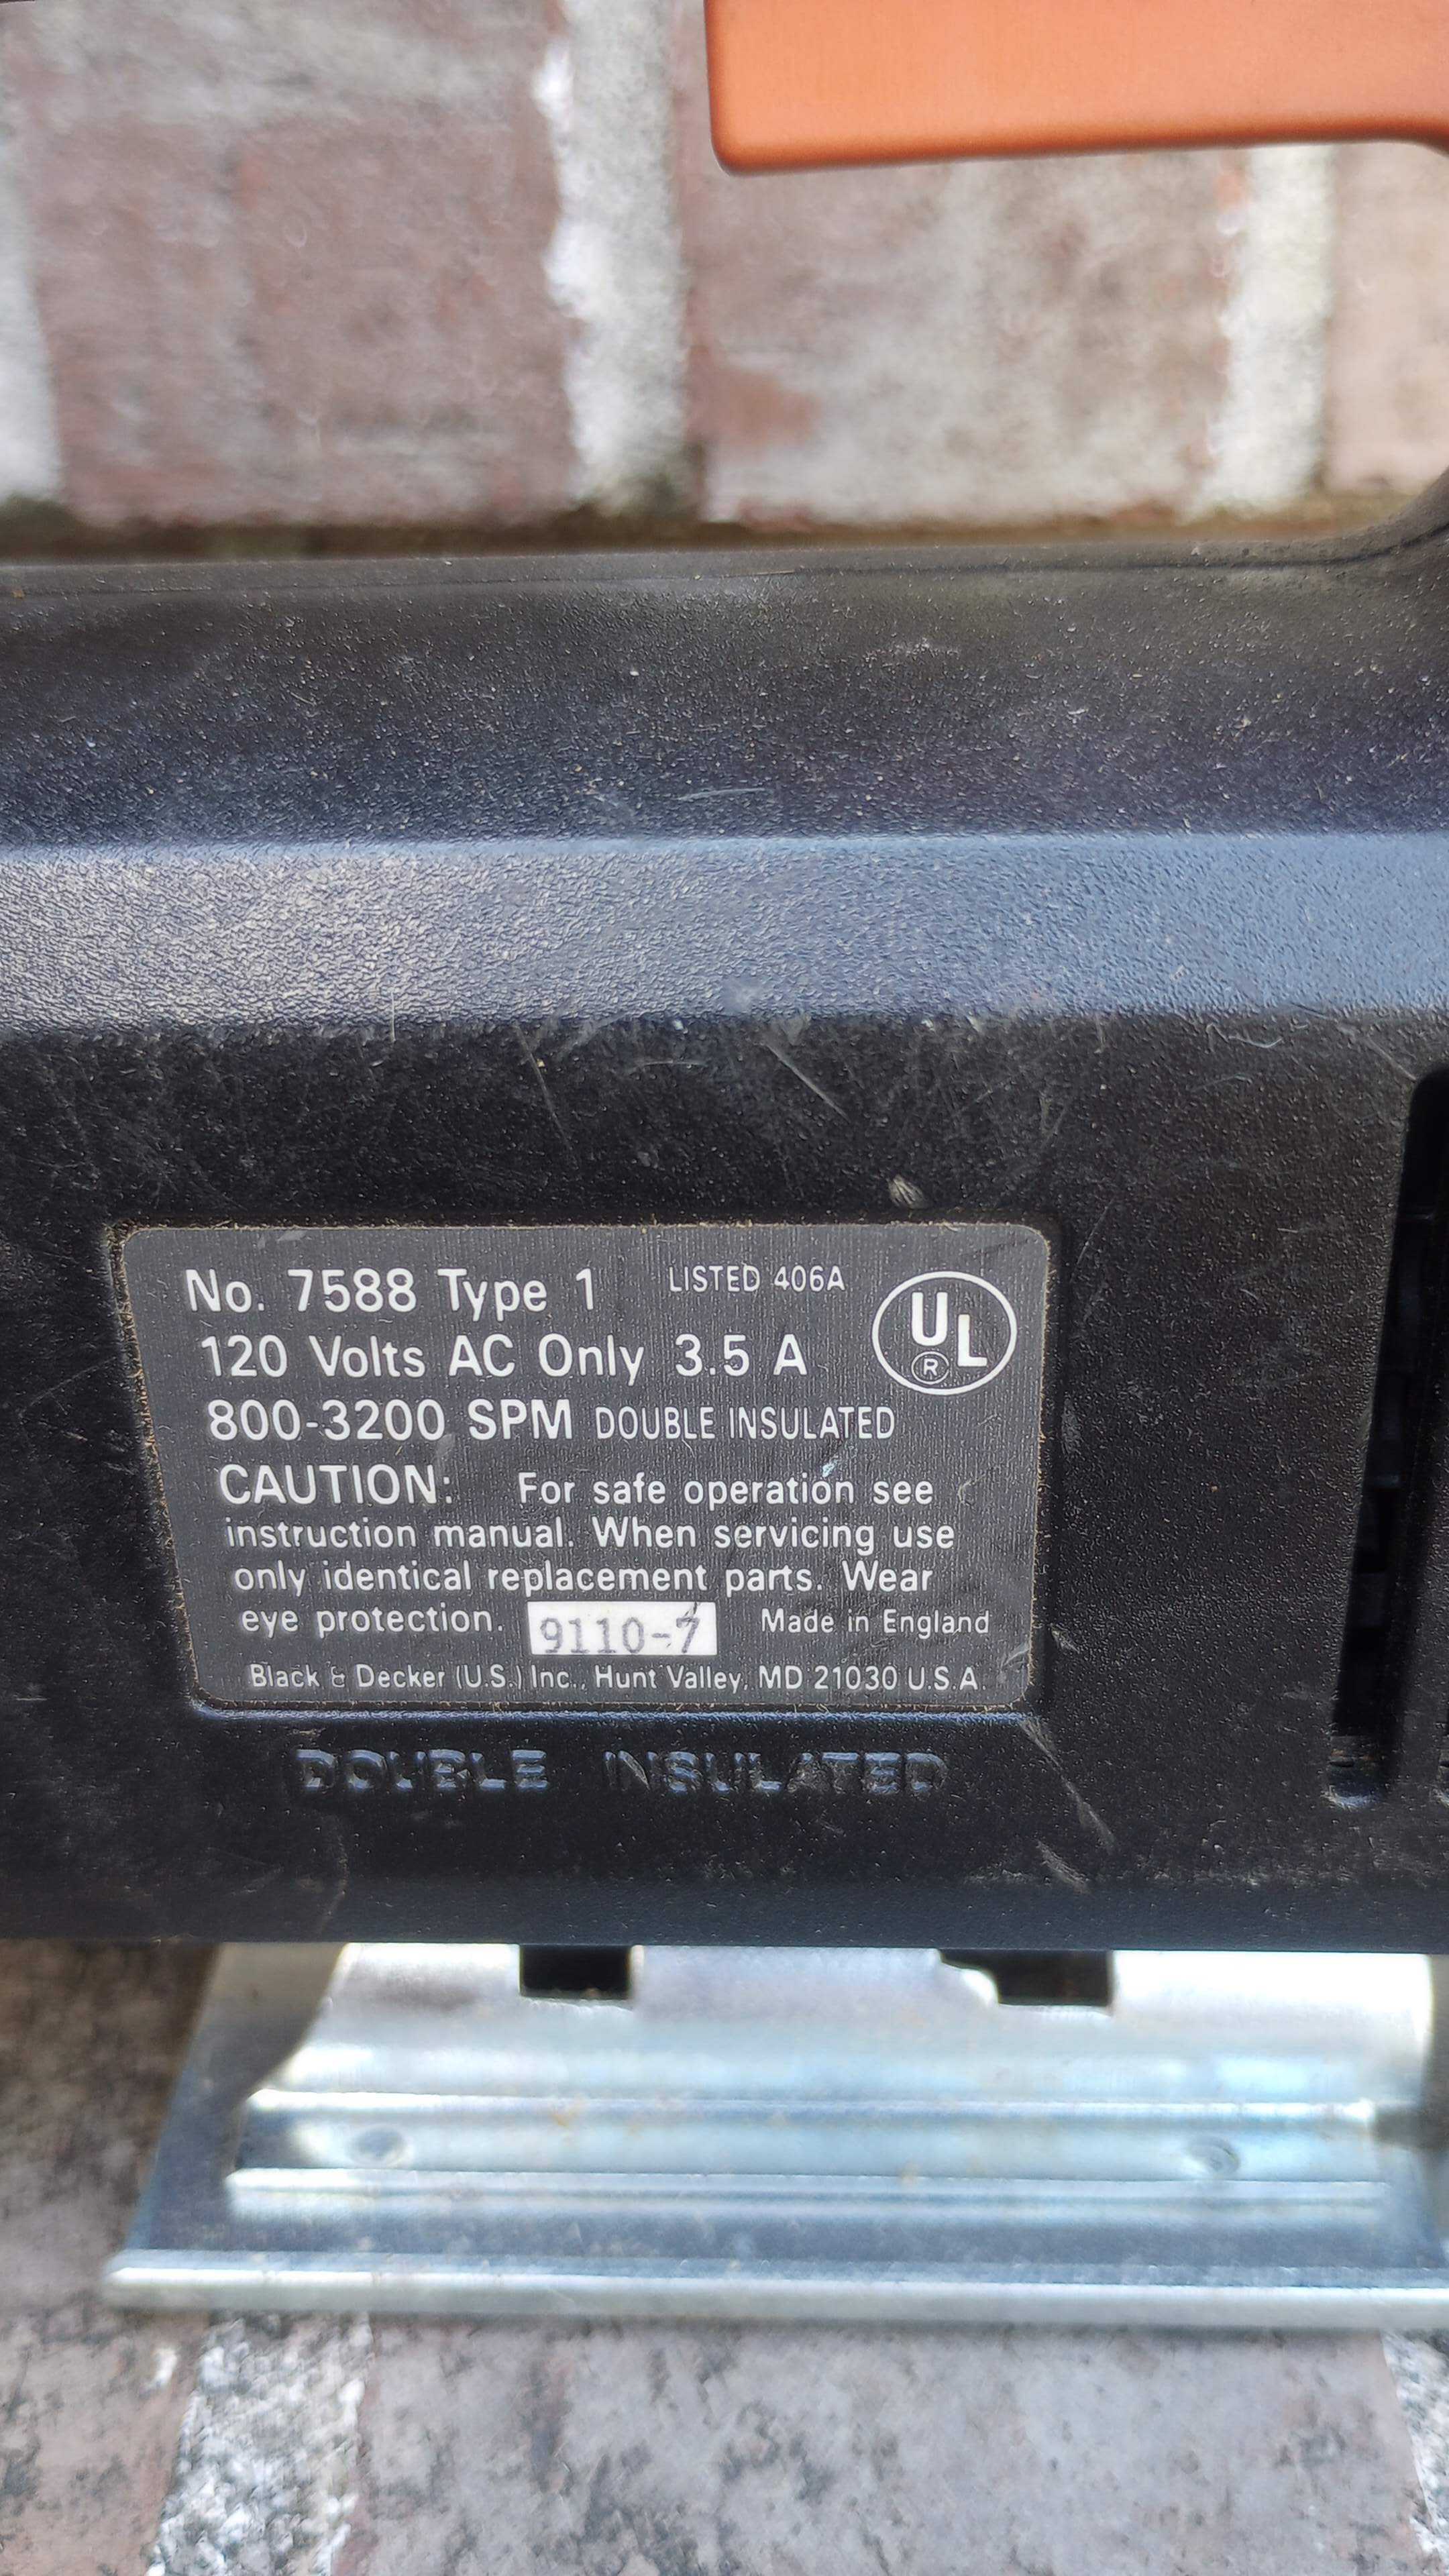 No. 7588 Type 1 LISTED 406A
UL ®
120 Volts AC Only 3.5 A
800-3200 SPM DOUBLE INSULATED
CAUTION: For safe operation see
instruction manual. When servicing use
only identical replacement parts. Wear
eye protection. 9110-7 Made in England
Black & Decker (U.S.) Inc., Hunt Valley, MD 21030 U.S.A.
DOUBLE INSULATED